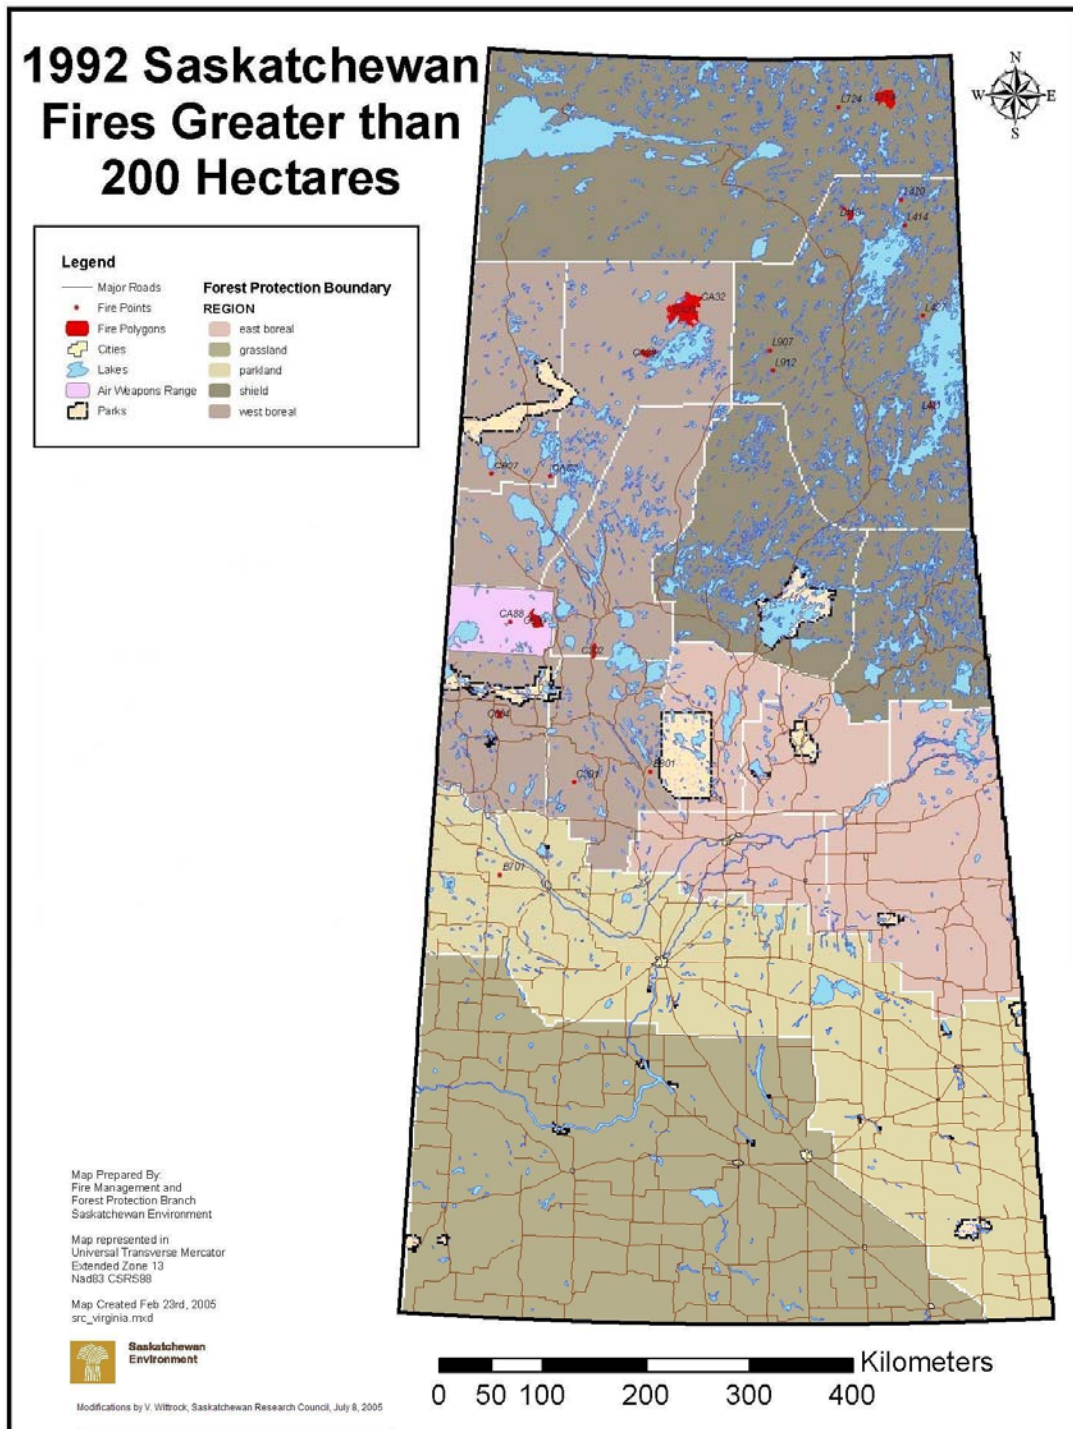 1992 Saskatchewan
Fires Greater than
200 Hectares
N
W
E
S
Legend
Major Roads
Fire Points
Fire Polygons
Cities
Lakes
Air Weapons Range
Parks
Forest Protection Boundary
REGION
east boreal
grassland
parkland
shield
west boreal
L724
L420
L414
CA32
L427
L907
L912
CA88
B701
Map Prepared By:
Fire Management and
Forest Protection Branch
Saskatchewan Environment
Map represented in
Universal Transverse Mercator
Extended Zone 13
Nad83 CSRS98
Map Created Feb 23rd, 2005
src_virginia.mxd
Saskatchewan
Environment
Kilometers
0 50 100 200 300 400
Modifications by V. Wittrock, Saskatchewan Research Council, July 8, 2005